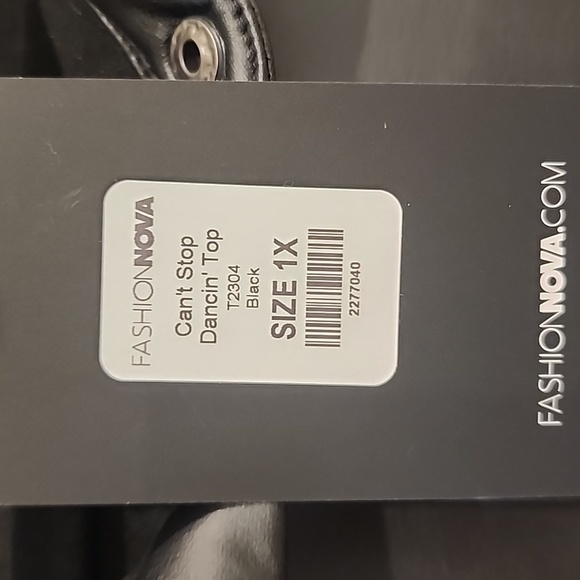 FASHIONNOVA
Can't Stop
Dancin' Top
T2304
Black
SIZE 1X
2277040
FASHIONNOVA.COM